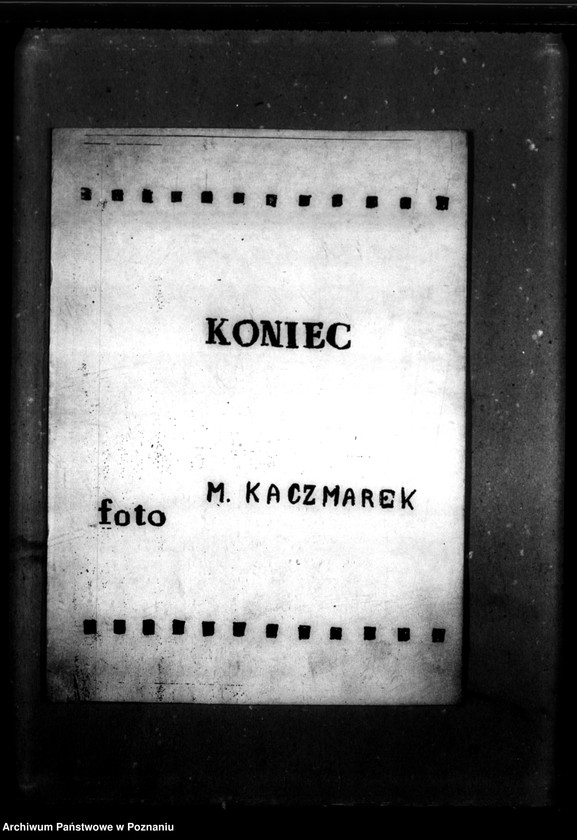 KONIEC
M. KACZMAREK
foto
Archiwum Państwowe w Poznaniu